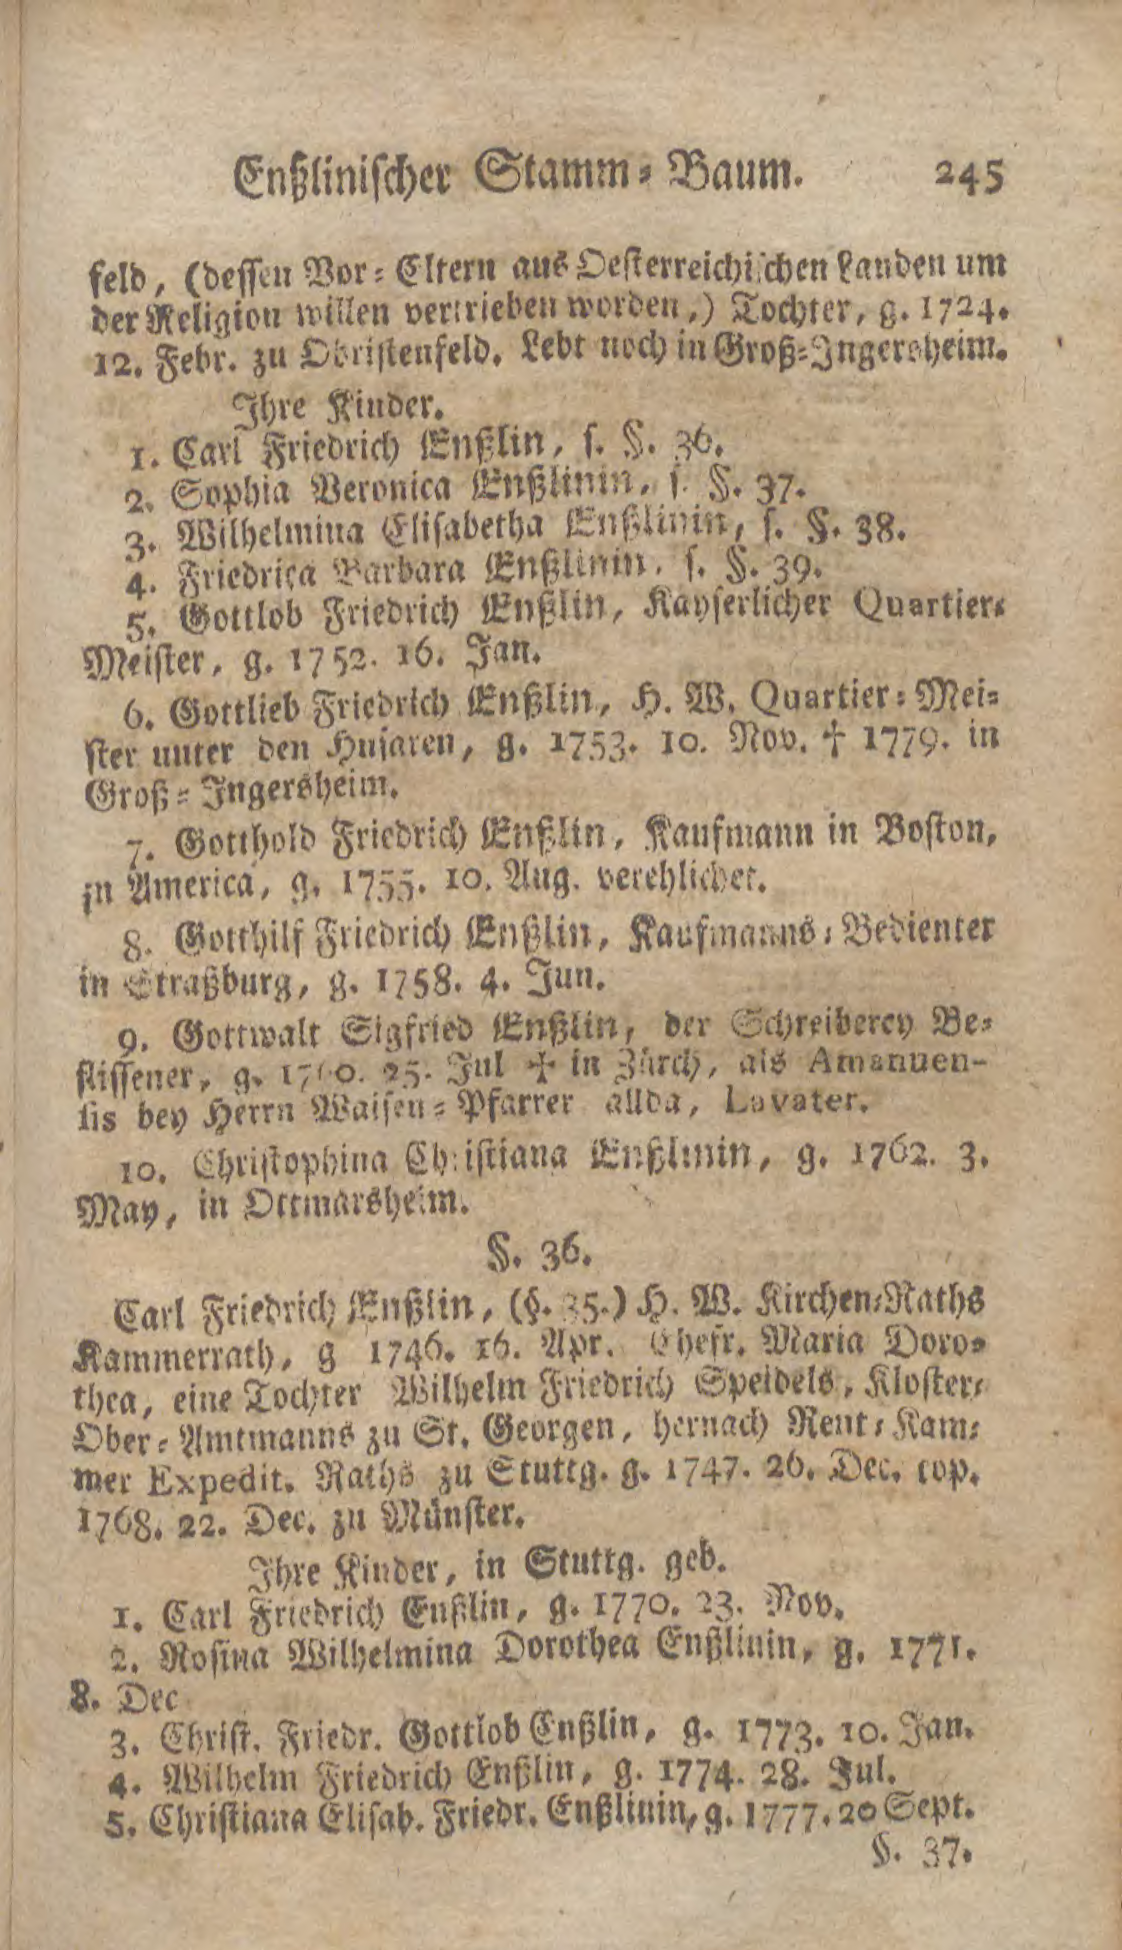 Enßlinischer Stamm-Baum. 245
feld, (dessen Vor-Eltern aus Oesterreichischen Landen um
der Religion willen vertrieben worden,) Tochter, g. 1724.
12. Febr. zu Obristenfeld. Lebt noch in Groß-Ingersheim.
Ihre Kinder.
1. Carl Friedrich Enßlin, s. §. 36.
2. Sophia Veronica Enßlinin, s. §. 37.
3. Wilhelmina Elisabetha Enßlinin, s. §. 38.
4. Friedrica Barbara Enßlinin, s. §. 39.
5. Gottlob Friedrich Enßlin, Kayserlicher Quartier-
Meister, g. 1752. 16. Jan.
6. Gottlieb Friedrich Enßlin, H. W. Quartier-Mei-
ster unter den Husaren, g. 1753. 10. Nov. † 1779. in
Groß-Ingersheim.
7. Gotthold Friedrich Enßlin, Kaufmann in Boston,
in America, g. 1755. 10. Aug. verehlichet.
8. Gotthilf Friedrich Enßlin, Kaufmanns-Bedienter
in Straßburg, g. 1758. 4. Jun.
9. Gottwalt Sigfried Enßlin, der Schreiberey Be-
flissener, g. 1760. 25. Jul † in Zürch, als Amanuen-
sis bey Herrn Waisen-Pfarrer allda, Lavater.
10. Christophina Christiana Enßlinin, g. 1762. 3.
May, in Ottmarsheim.
§. 36.
Carl Friedrich Enßlin, (§. 35.) H. W. Kirchen-Raths
Kammerrath, g 1746. 16. Apr. Ehefr. Maria Doro-
thea, eine Tochter Wilhelm Friedrich Speidels, Kloster-
Ober-Amtmanns zu St. Georgen, hernach Rent-Kam-
mer Expedit. Raths zu Stuttg. g. 1747. 26. Dec. cop.
1768. 22. Dec. zu Münster.
Ihre Kinder, in Stuttg. geb.
1. Carl Friedrich Enßlin, g. 1770. 23. Nov.
2. Rosina Wilhelmina Dorothea Enßlinin, g. 1771.
8. Dec
3. Christ. Friedr. Gottlob Enßlin, g. 1773. 10. Jan.
4. Wilhelm Friedrich Enßlin, g. 1774. 28. Jul.
5. Christiana Elisab. Friedr. Enßlinin, g. 1777. 20 Sept.
§. 37.